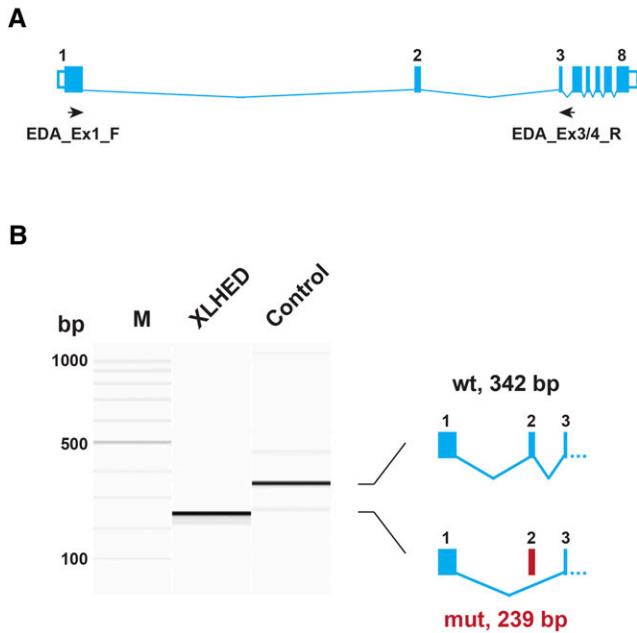 A
1 2 3 8
EDA_Ex1_F EDA_Ex3/4_R
B
bp M XLHED Control
1000
500
100
wt, 342 bp
1 2 3
1 2 3
mut, 239 bp